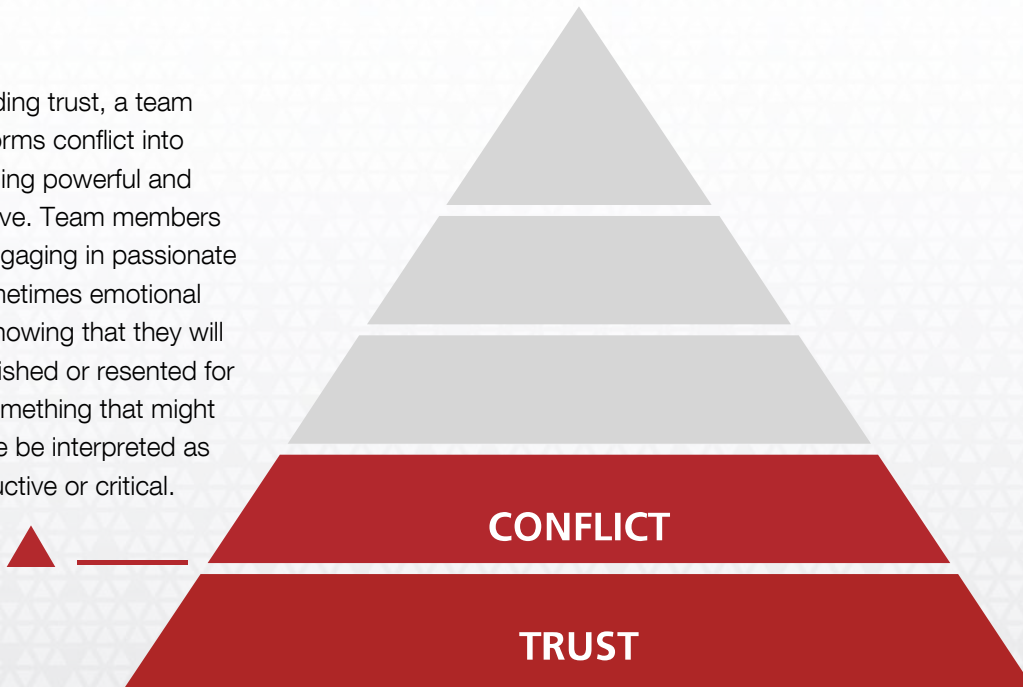 ding trust, a team
orms conflict into
ing powerful and
ve. Team members
gaging in passionate
metimes emotional
nowing that they will
ished or resented for
mething that might
e be interpreted as
uctive or critical.
CONFLICT
TRUST